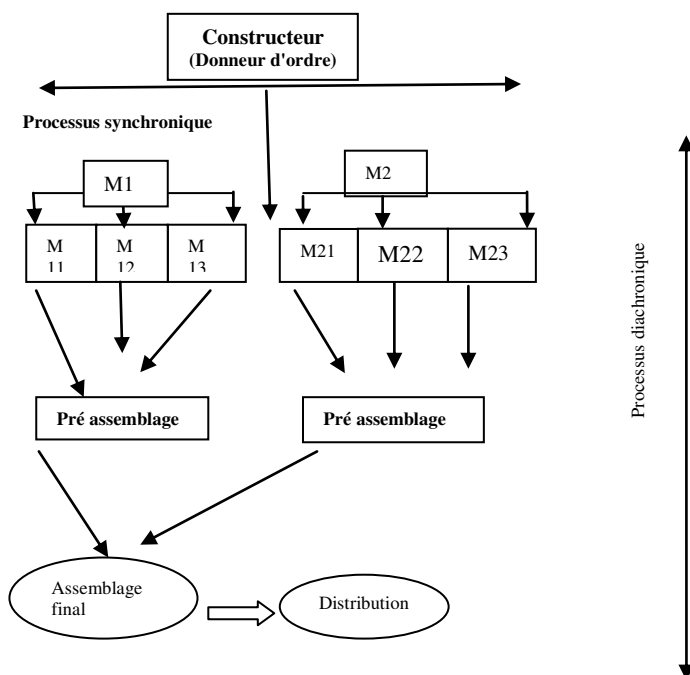 Constructeur
(Donneur d'ordre)
Processus synchronique
M1
M2
M
11
M
12
M
13
M21
M22
M23
Pré assemblage
Pré assemblage
Assemblage
final
Distribution
Processus diachronique